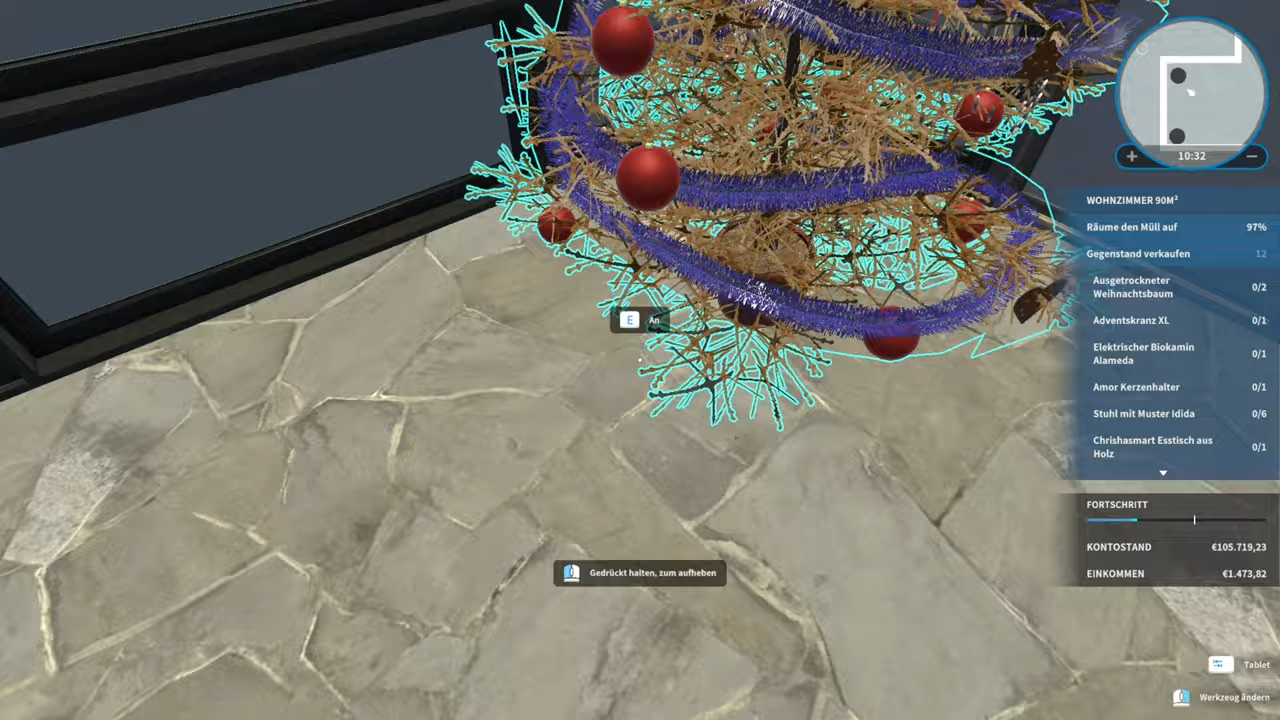 10:32
WOHNZIMMER 90M²
Räume den Müll auf 97%
Gegenstand verkaufen 12
Ausgetrockneter
Weihnachtsbaum 0/2
Adventskranz XL 0/1
Elektrischer Biokamin
Alameda 0/1
Amor Kerzenhalter 0/1
Stuhl mit Muster Idida 0/6
Chrishasmart Esstisch aus
Holz 0/1
E An
FORTSCHRITT
KONTOSTAND €105.719,23
Gedrückt halten, zum aufheben
EINKOMMEN €1.473,82
Tablet
Werkzeug ändern